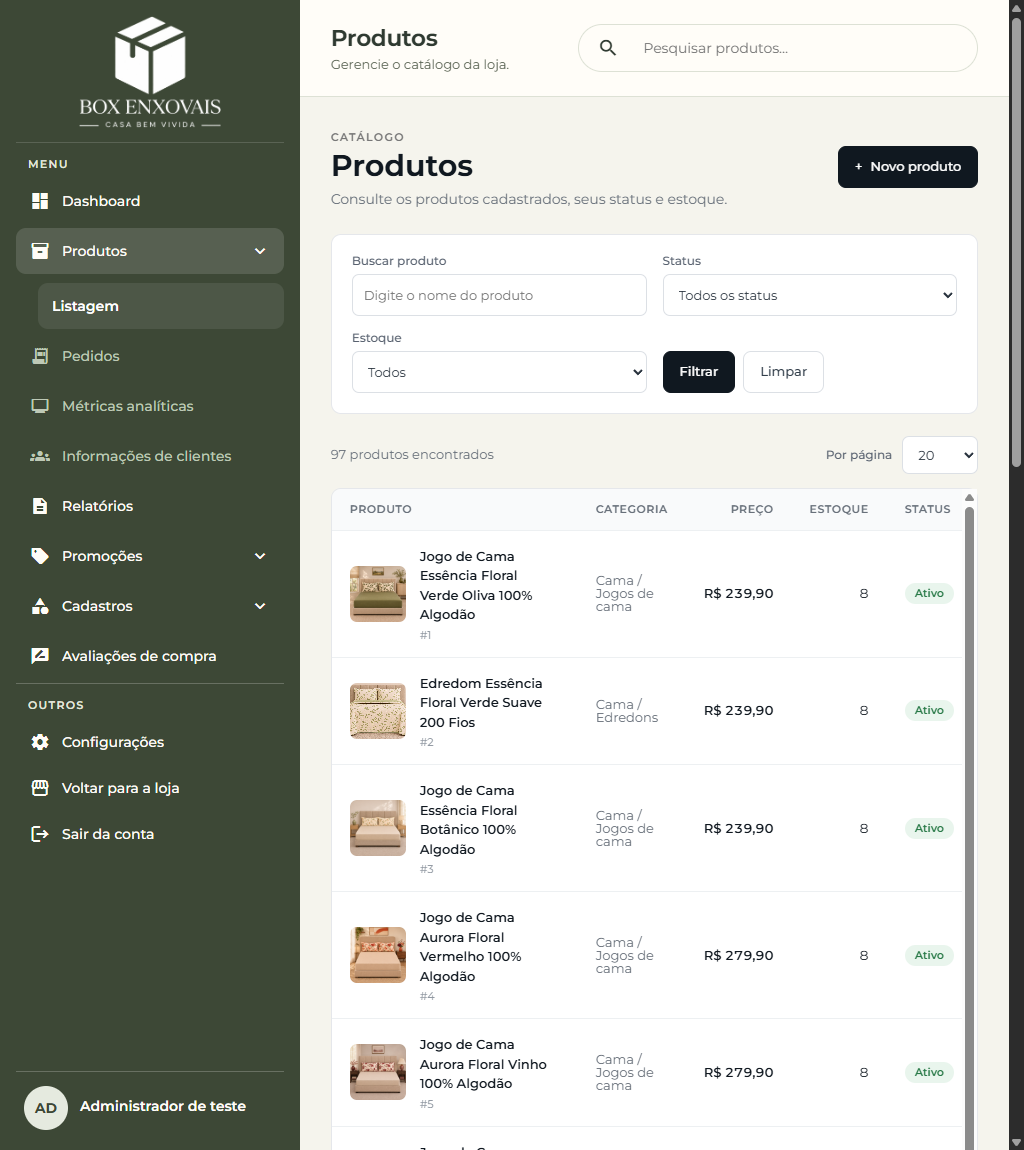 BOX ENXOVAIS
CASA BEM VIVIDA
MENU
Dashboard
Produtos
Listagem
Pedidos
Métricas analíticas
Informações de clientes
Relatórios
Promoções
Cadastros
Avaliações de compra
OUTROS
Configurações
Voltar para a loja
Sair da conta
AD
Administrador de teste
Produtos
Gerencie o catálogo da loja.
Pesquisar produtos...
CATÁLOGO
Produtos
Consulte os produtos cadastrados, seus status e estoque.
+ Novo produto
Buscar produto
Digite o nome do produto
Status
Todos os status
Estoque
Todos
Filtrar
Limpar
97 produtos encontrados
Por página
20
PRODUTO CATEGORIA PREÇO ESTOQUE STATUS
Jogo de Cama
Essência Floral
Verde Oliva 100%
Algodão
#1
Cama /
Jogos de
cama
R$ 239,90
8
Ativo
Edredom Essência
Floral Verde Suave
200 Fios
#2
Cama /
Edredons
R$ 239,90
8
Ativo
Jogo de Cama
Essência Floral
Botânico 100%
Algodão
#3
Cama /
Jogos de
cama
R$ 239,90
8
Ativo
Jogo de Cama
Aurora Floral
Vermelho 100%
Algodão
#4
Cama /
Jogos de
cama
R$ 279,90
8
Ativo
Jogo de Cama
Aurora Floral Vinho
100% Algodão
#5
Cama /
Jogos de
cama
R$ 279,90
8
Ativo